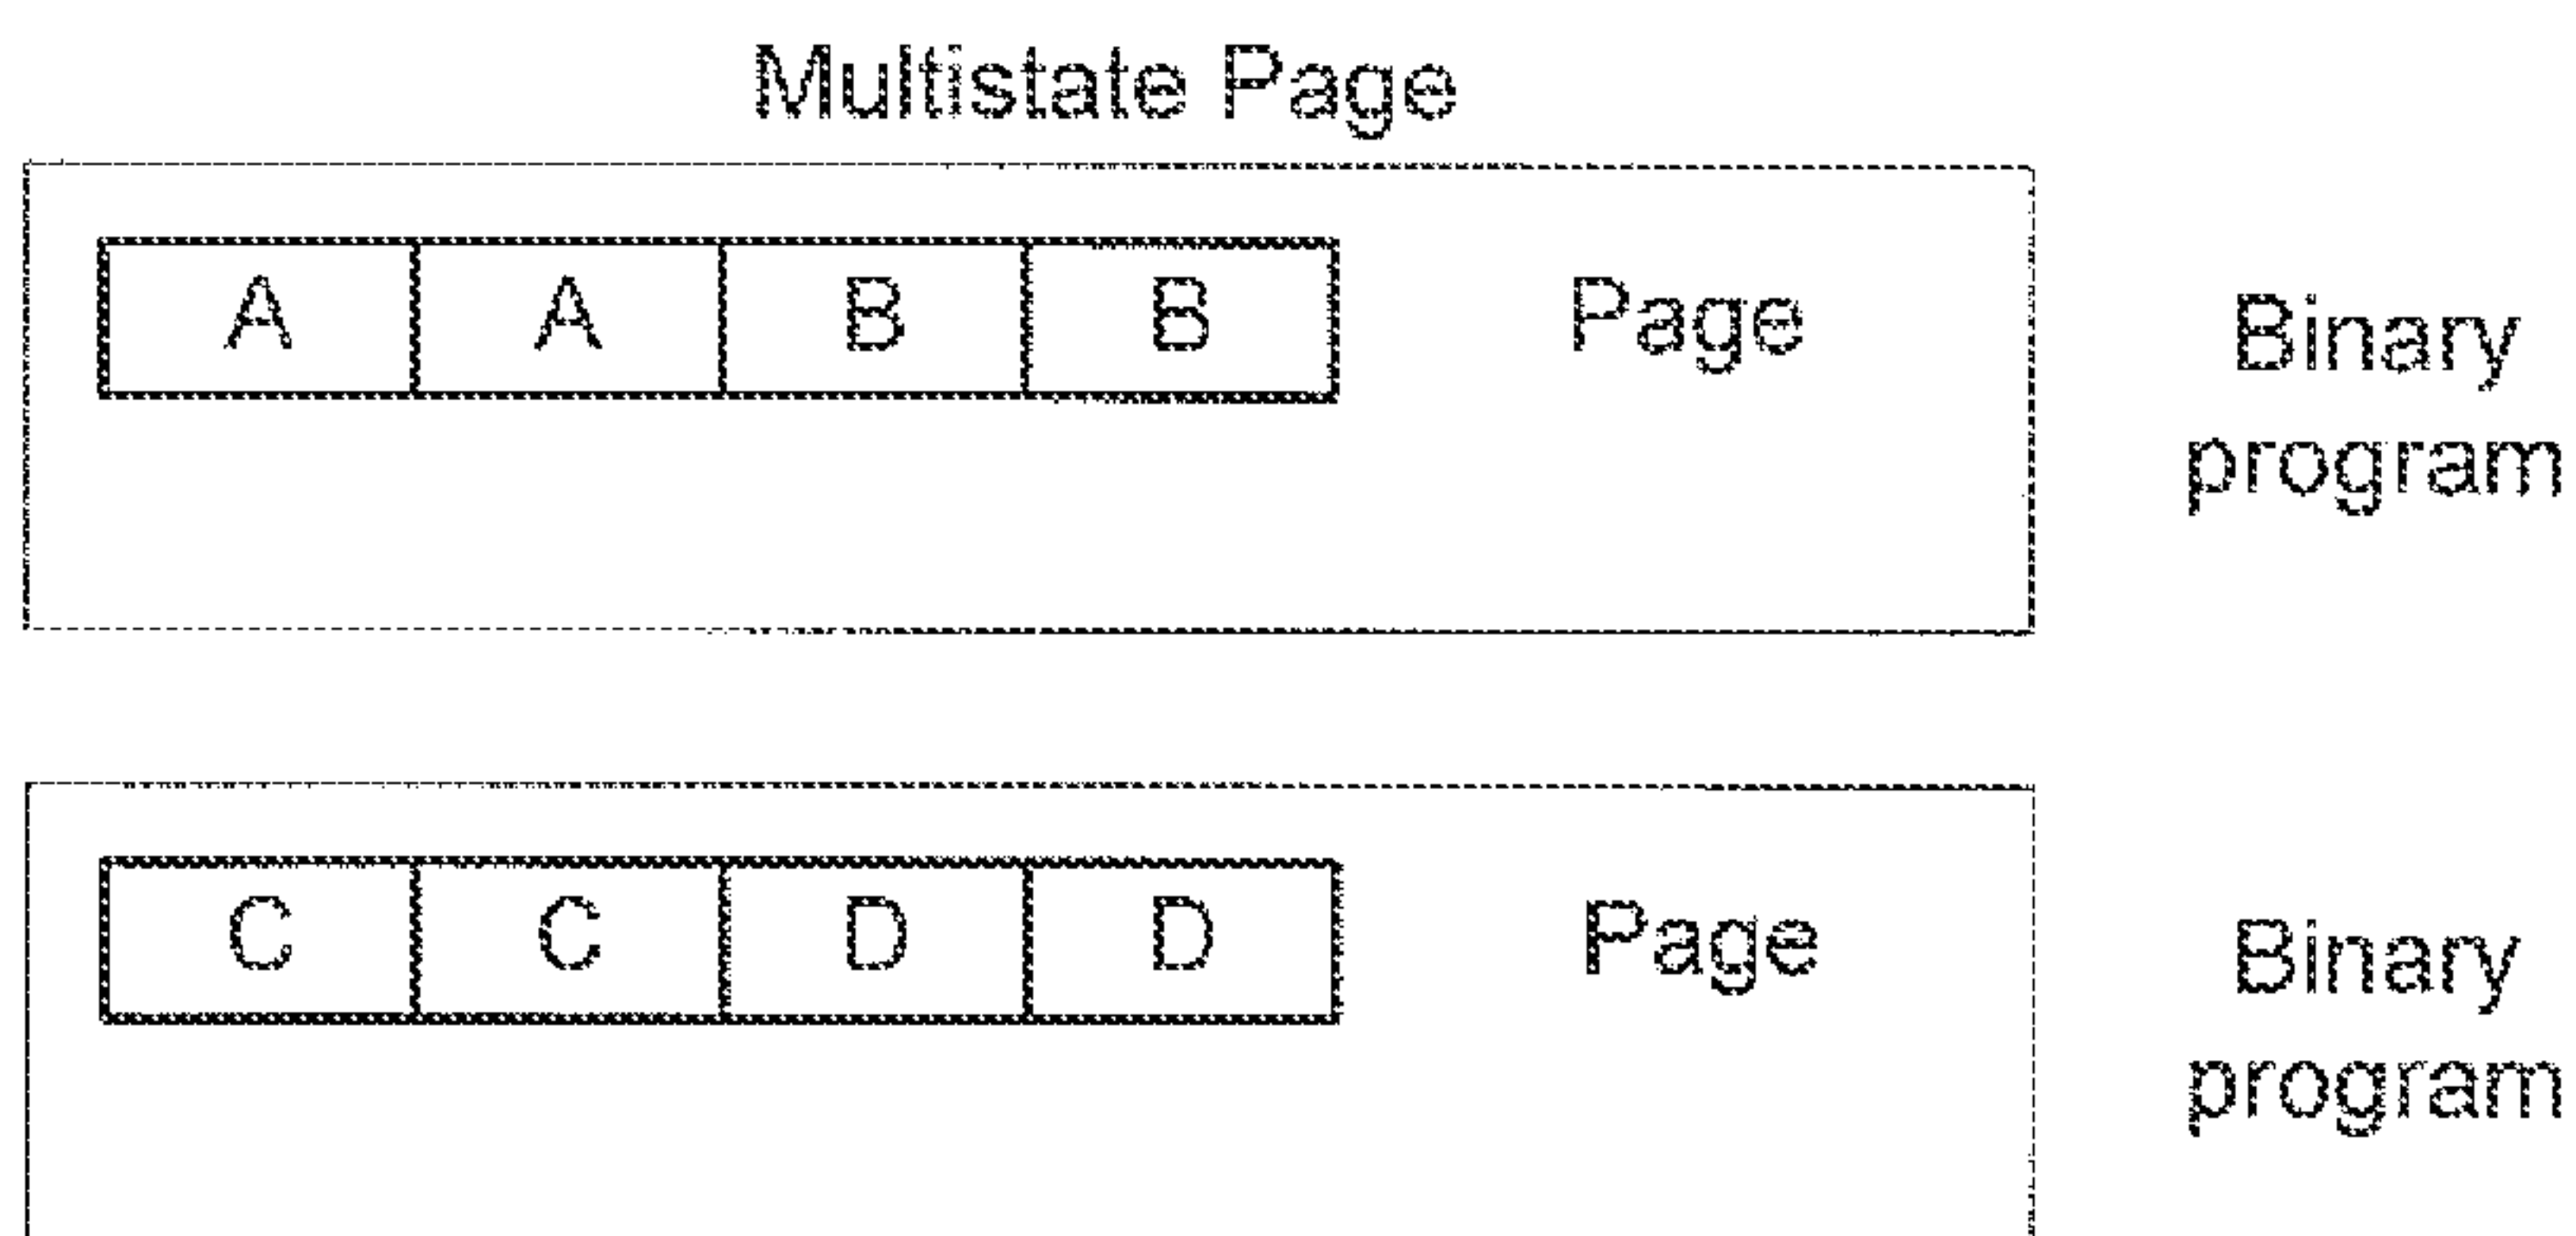 Multistate Page
A A B B Page
Binary
program
C C D D Page
Binary
program